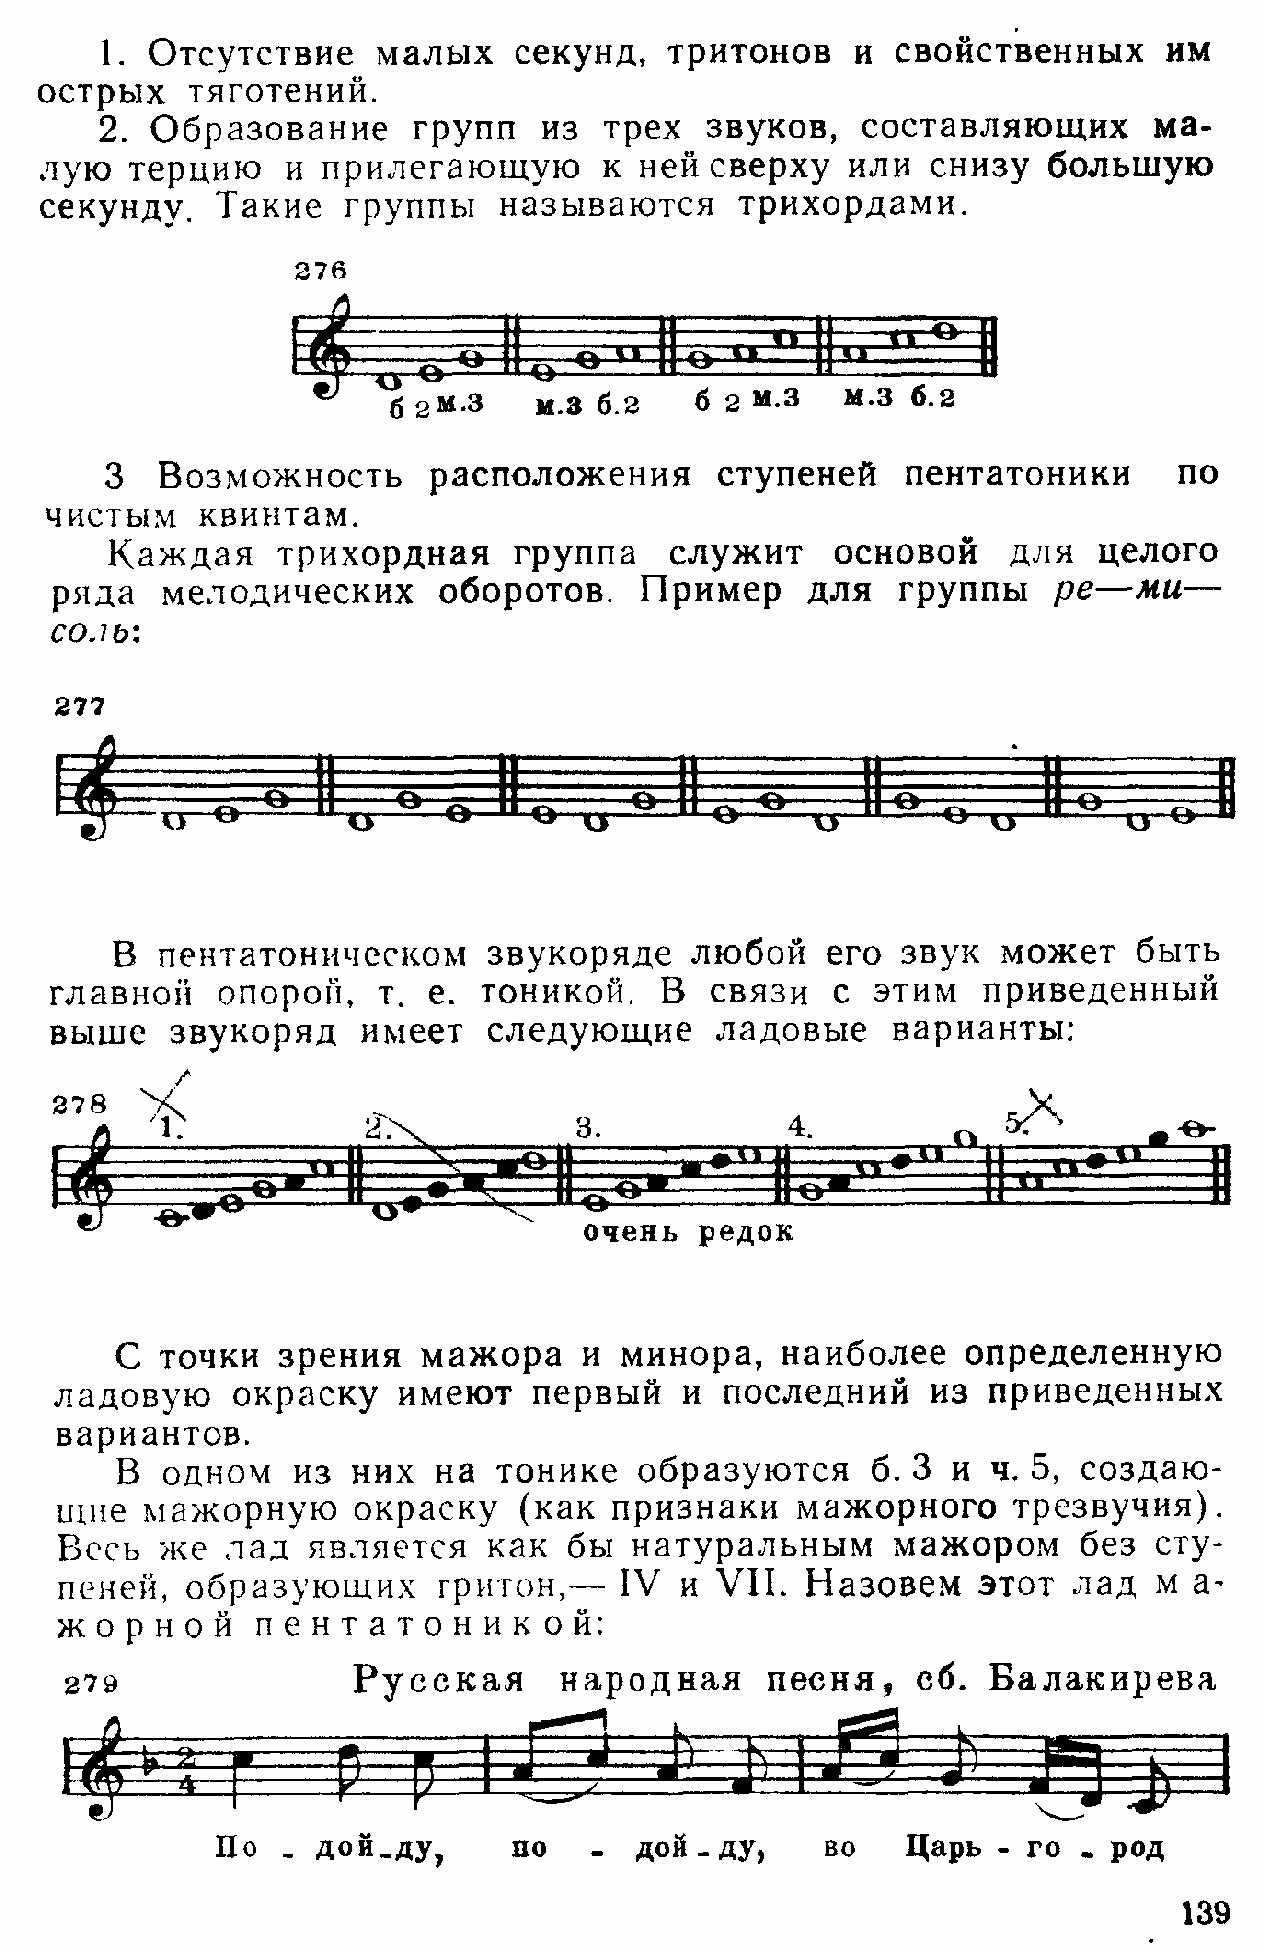 1. Отсутствие малых секунд, тритонов и свойственных им
острых тяготений.
2. Образование групп из трех звуков, составляющих ма-
лую терцию и прилегающую к ней сверху или снизу большую
секунду. Такие группы называются трихордами.
276
б 2 м.3 м.3 б.2 б 2 м.3 м.3 б.2
3 Возможность расположения ступеней пентатоники по
чистым квинтам.
Каждая трихордная группа служит основой для целого
ряда мелодических оборотов. Пример для группы ре—ми—
соль:
277
В пентатоническом звукоряде любой его звук может быть
главной опорой, т. е. тоникой. В связи с этим приведенный
выше звукоряд имеет следующие ладовые варианты:
278
1. 2. 3. 4. 5.
очень редок
С точки зрения мажора и минора, наиболее определенную
ладовую окраску имеют первый и последний из приведенных
вариантов.
В одном из них на тонике образуются б. 3 и ч. 5, создаю-
щие мажорную окраску (как признаки мажорного трезвучия).
Весь же лад является как бы натуральным мажором без сту-
пеней, образующих тритон,— IV и VII. Назовем этот лад м а-
ж о р н о й п е н т а т о н и к о й:
279 Русская народная песня, сб. Балакирева
2
4
По - дой-ду, по - дой-ду, во Царь - го - род
139